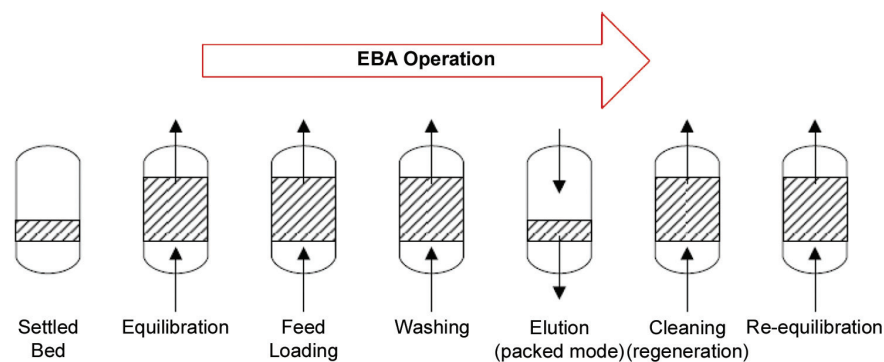 EBA Operation
Settled
Bed
Equilibration
Feed
Loading
Washing
Elution
(packed mode)
Cleaning
(regeneration)
Re-equilibration